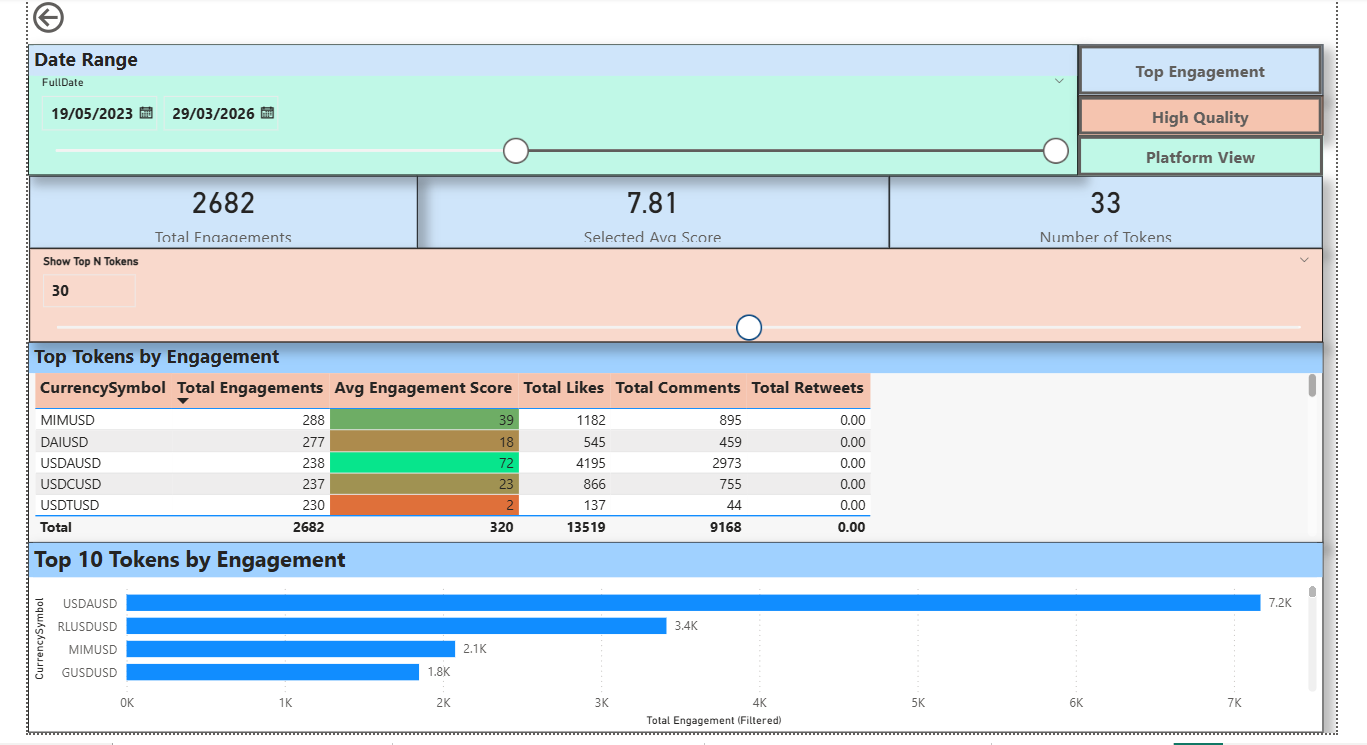 Date Range
FullDate
19/05/2023 29/03/2026
Top Engagement
High Quality
Platform View
2682
Total Engagements
7.81
Selected Avg Score
33
Number of Tokens
Show Top N Tokens
30
Top Tokens by Engagement
CurrencySymbol Total Engagements Avg Engagement Score Total Likes Total Comments Total Retweets
MIMUSD 288 39 1182 895 0.00
DAIUSD 277 18 545 459 0.00
USDAUSD 238 72 4195 2973 0.00
USDCUSD 237 23 866 755 0.00
USDTUSD 230 2 137 44 0.00
Total 2682 320 13519 9168 0.00
Top 10 Tokens by Engagement
CurrencySymbol
USDAUSD 7.2K
RLUSDUSD 3.4K
MIMUSD 2.1K
GUSDUSD 1.8K
0K 1K 2K 3K 4K 5K 6K 7K
Total Engagement (Filtered)